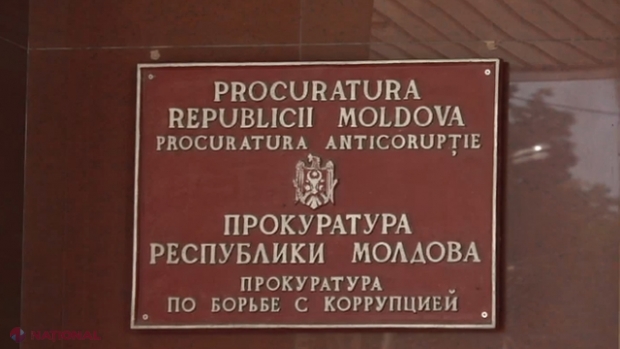 PROCURATURA
REPUBLICII MOLDOVA
PROCURATURA ANTICORUPȚIE
ПРОКУРАТУРА
РЕСПУБЛИКИ МОЛДОВА
ПРОКУРАТУРА
ПО БОРЬБЕ С КОРРУПЦИЕЙ